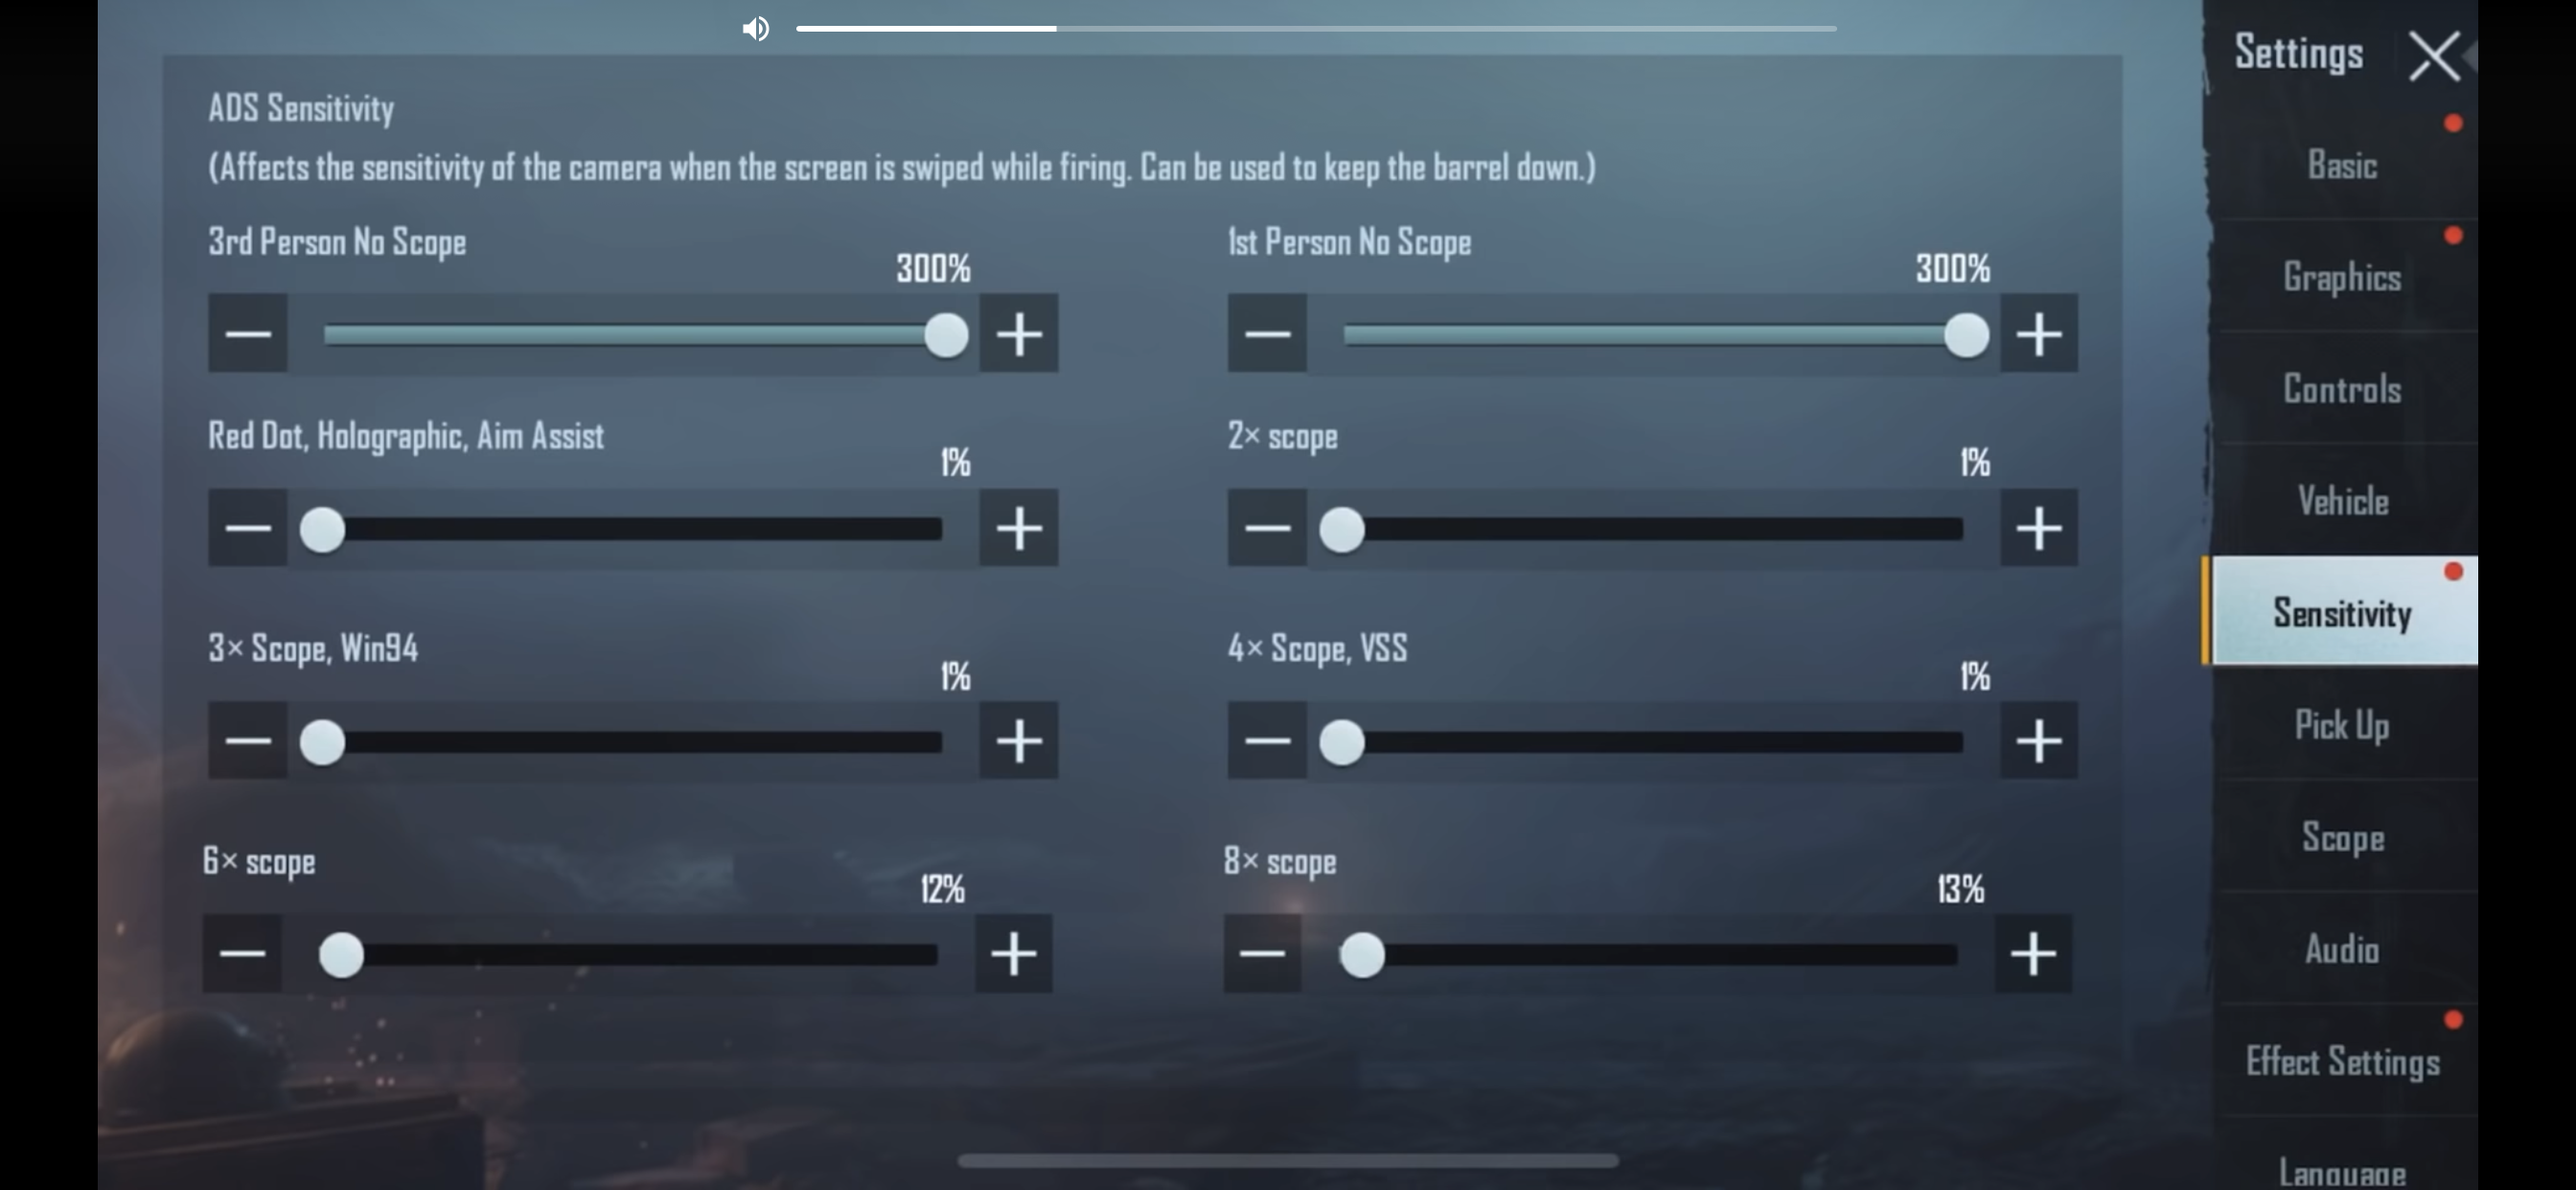 Settings
ADS Sensitivity
(Affects the sensitivity of the camera when the screen is swiped while firing. Can be used to keep the barrel down.)
3rd Person No Scope
300%
1st Person No Scope
300%
Red Dot, Holographic, Aim Assist
1%
2× scope
1%
3× Scope, Win94
1%
4× Scope, VSS
1%
6× scope
12%
8× scope
13%
Basic
Graphics
Controls
Vehicle
Sensitivity
Pick Up
Scope
Audio
Effect Settings
Language